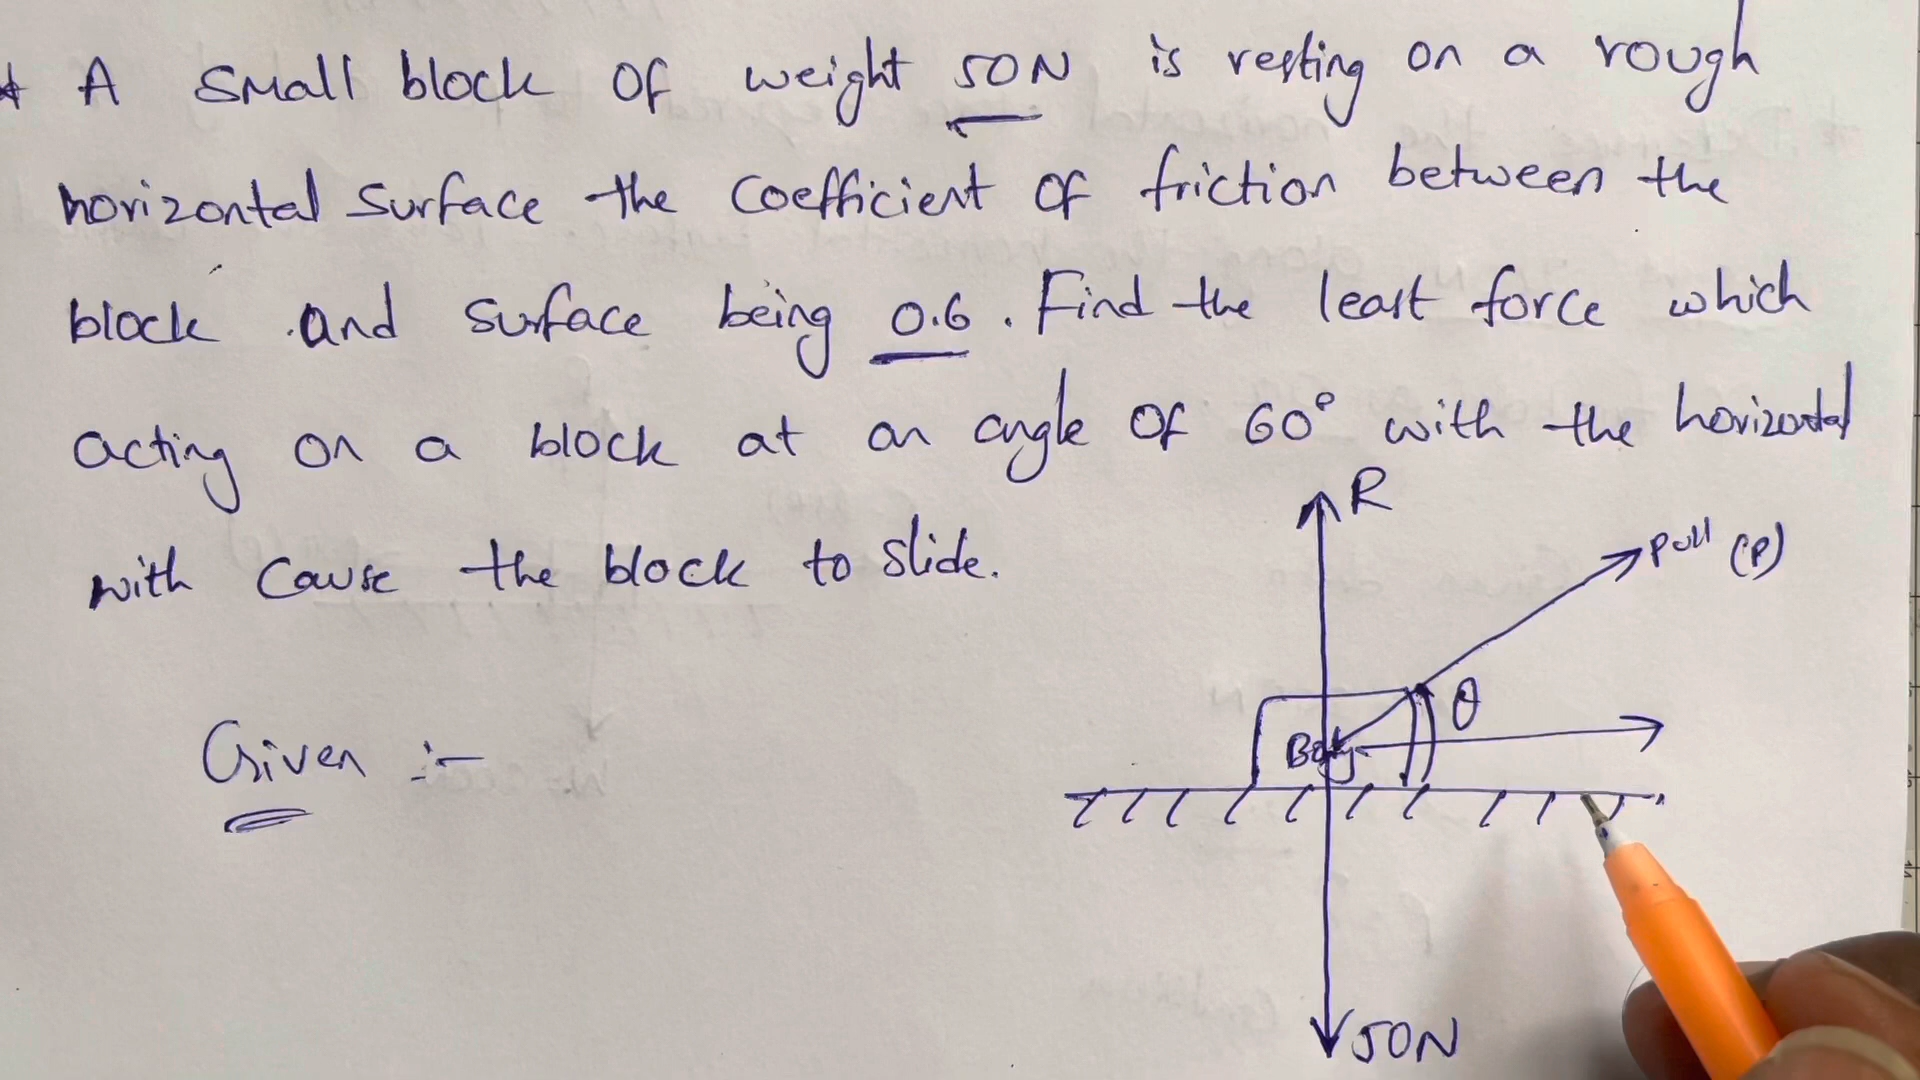 * A small block of weight 50N is resting on a rough
horizontal surface the coefficient of friction between the
block and surface being 0.6. Find the least force which
acting on a block at an angle of 60° with the horizontal
with cause the block to slide.
R
Pull (P)
Given :-
θ
Body
50N